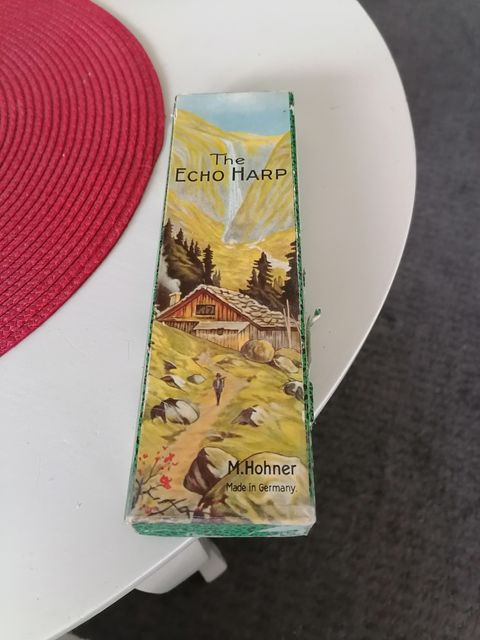 The
ECHO HARP
M. Hohner
Made in Germany.